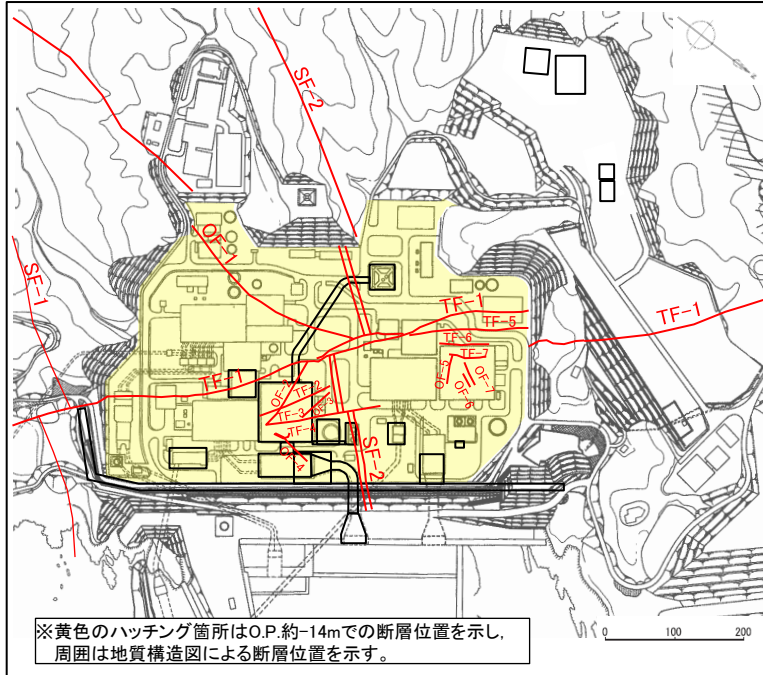 SF-2
OF-1
SF-1
TF-1
TF-1
TF-5
TF-6
TF-7
OF-5
OF-6
OF-7
TF-1
OF-2
TF-2
OF-3
TF-3
TF-4
OF-4
SF-2
※黄色のハッチング箇所はO.P.約-14mでの断層位置を示し,
周囲は地質構造図による断層位置を示す。
0 100 200